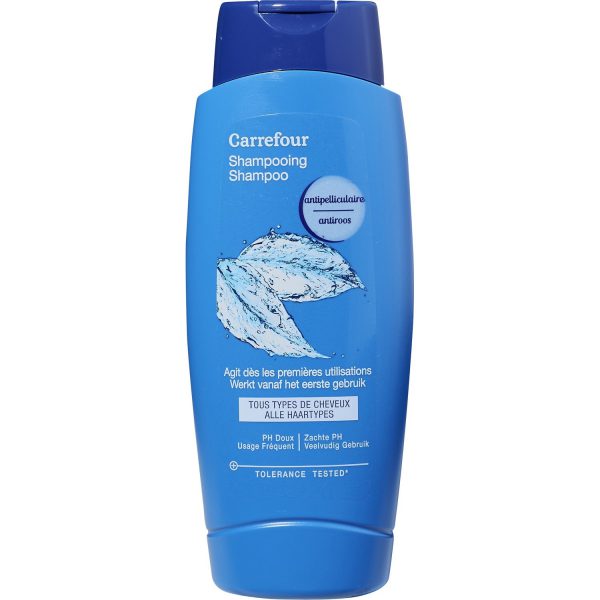 Carrefour
Shampooing
Shampoo
antipelliculaire
antiroos
Agit dès les premières utilisations
Werkt vanaf het eerste gebruik
TOUS TYPES DE CHEVEUX
ALLE HAARTYPES
PH Doux | Zachte PH
Usage Fréquent | Veelvudig Gebruik
TOLERANCE TESTED*